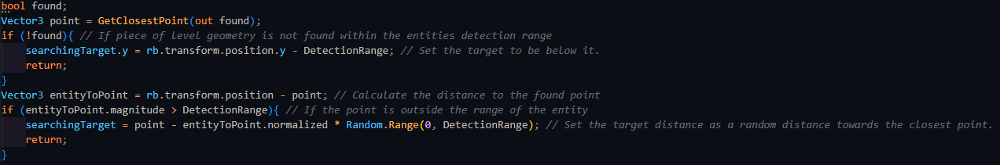 bool found;
Vector3 point = GetClosestPoint(out found);
if (!found){ // If piece of level geometry is not found within the entities detection range
searchingTarget.y = rb.transform.position.y - DetectionRange; // Set the target to be below it.
return;
}
Vector3 entityToPoint = rb.transform.position - point; // Calculate the distance to the found point
if (entityToPoint.magnitude > DetectionRange){ // If the point is outside the range of the entity
searchingTarget = point - entityToPoint.normalized * Random.Range(0, DetectionRange); // Set the target distance as a random distance towards the closest point.
return;
}